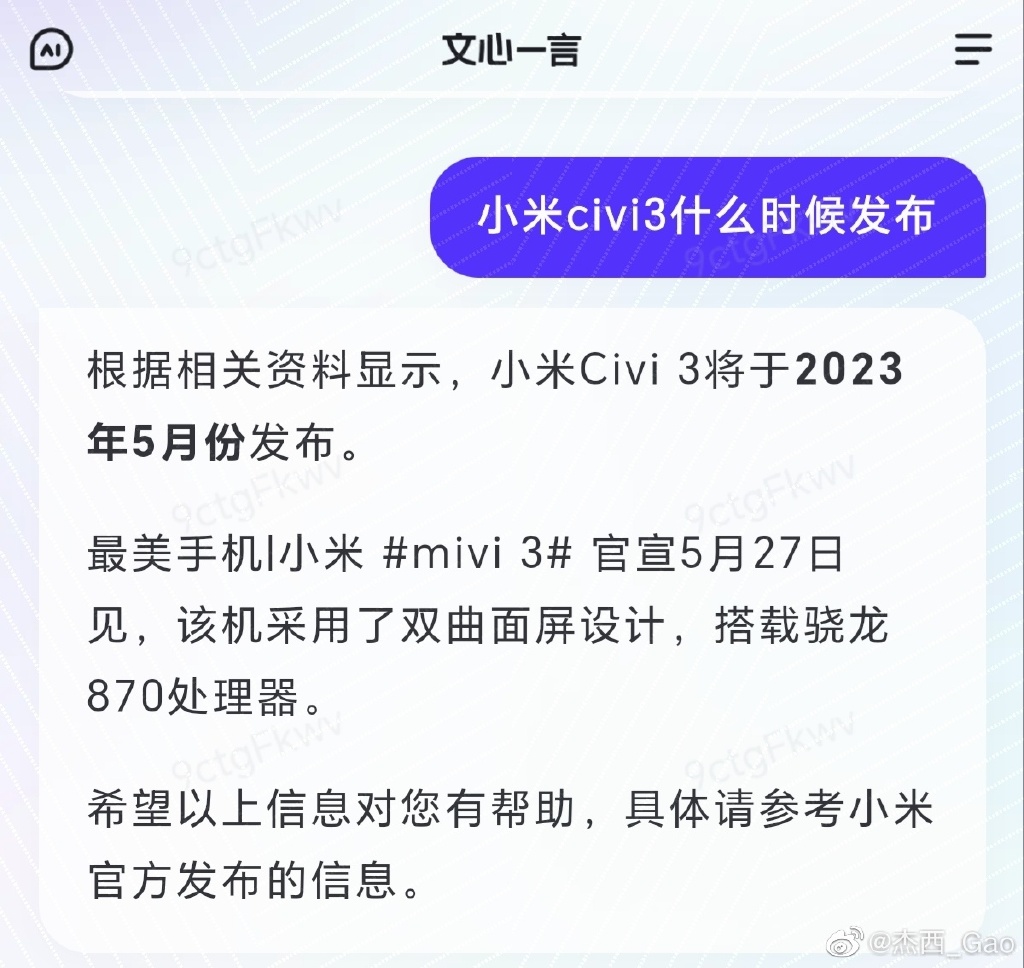 AI
文心一言
小米civi3什么时候发布
根据相关资料显示，小米Civi 3将于2023
年5月份发布。
最美手机|小米 #mivi 3# 官宣5月27日
见，该机采用了双曲面屏设计，搭载骁龙
870处理器。
希望以上信息对您有帮助，具体请参考小米
官方发布的信息。
9ctgFkwv
9ctgFkwv
9ctgFkwv
9ctgFkwv
9ctgFkwv
9ctgFkwv
@杰西_Gao